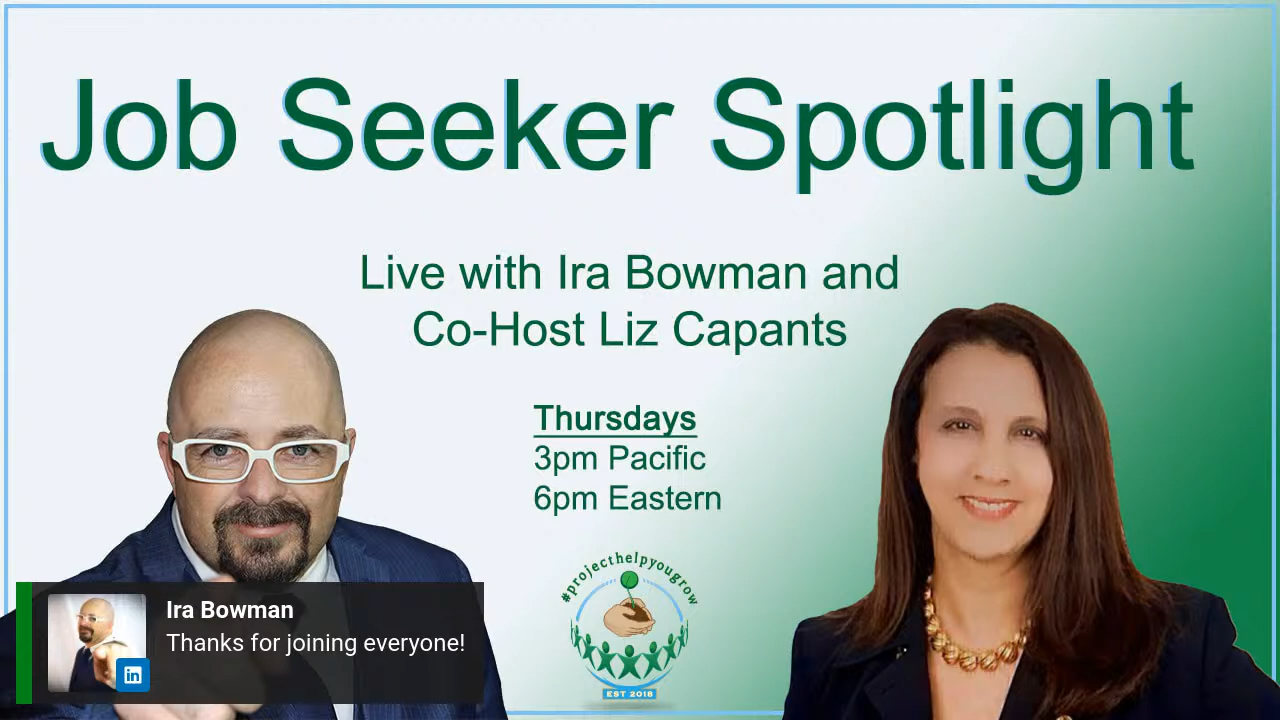 Job Seeker Spotlight
Live with Ira Bowman and
Co-Host Liz Capants
Thursdays
3pm Pacific
6pm Eastern
#projecthelpyougrow
EST 2018
Ira Bowman
Thanks for joining everyone!
in